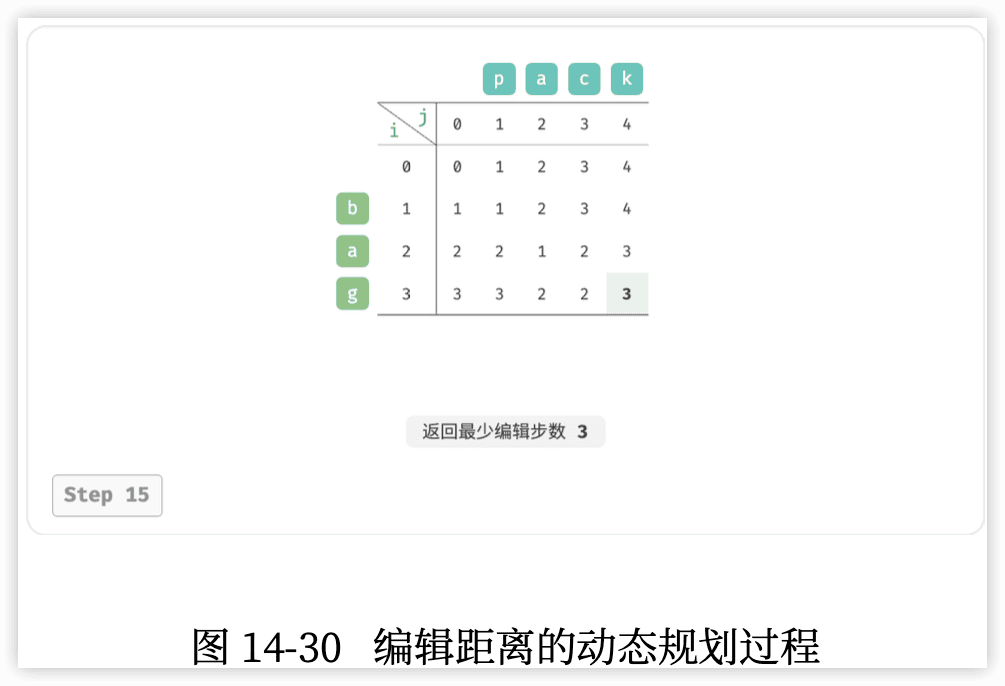 p a c k
i j 0 1 2 3 4
0 0 1 2 3 4
b 1 1 1 2 3 4
a 2 2 2 1 2 3
g 3 3 3 2 2 3
返回最少编辑步数 3
Step 15
图 14-30 编辑距离的动态规划过程